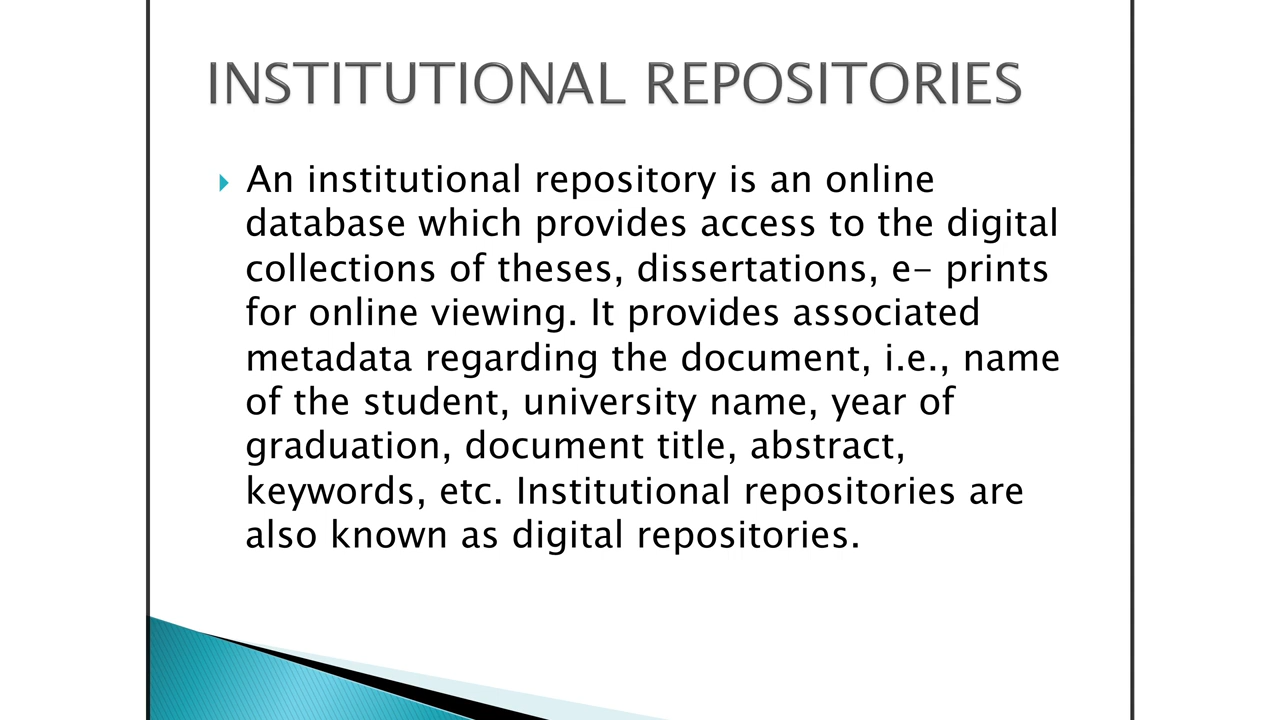 INSTITUTIONAL REPOSITORIES
An institutional repository is an online
database which provides access to the digital
collections of theses, dissertations, e- prints
for online viewing. It provides associated
metadata regarding the document, i.e., name
of the student, university name, year of
graduation, document title, abstract,
keywords, etc. Institutional repositories are
also known as digital repositories.